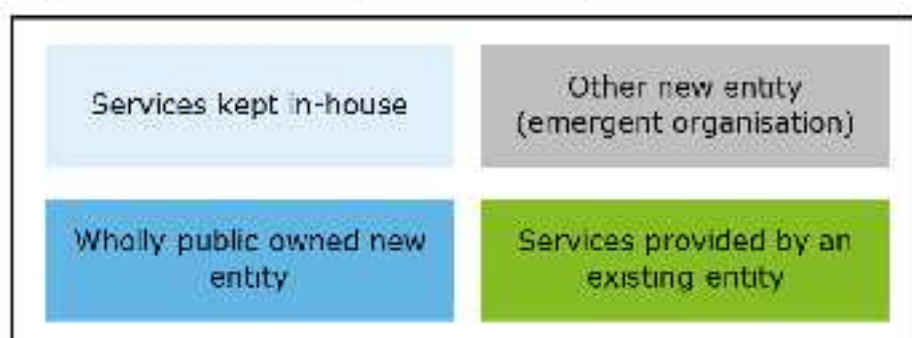 Services kept in-house
Other new entity
(emergent organisation)
Wholly public owned new
entity
Services provided by an
existing entity